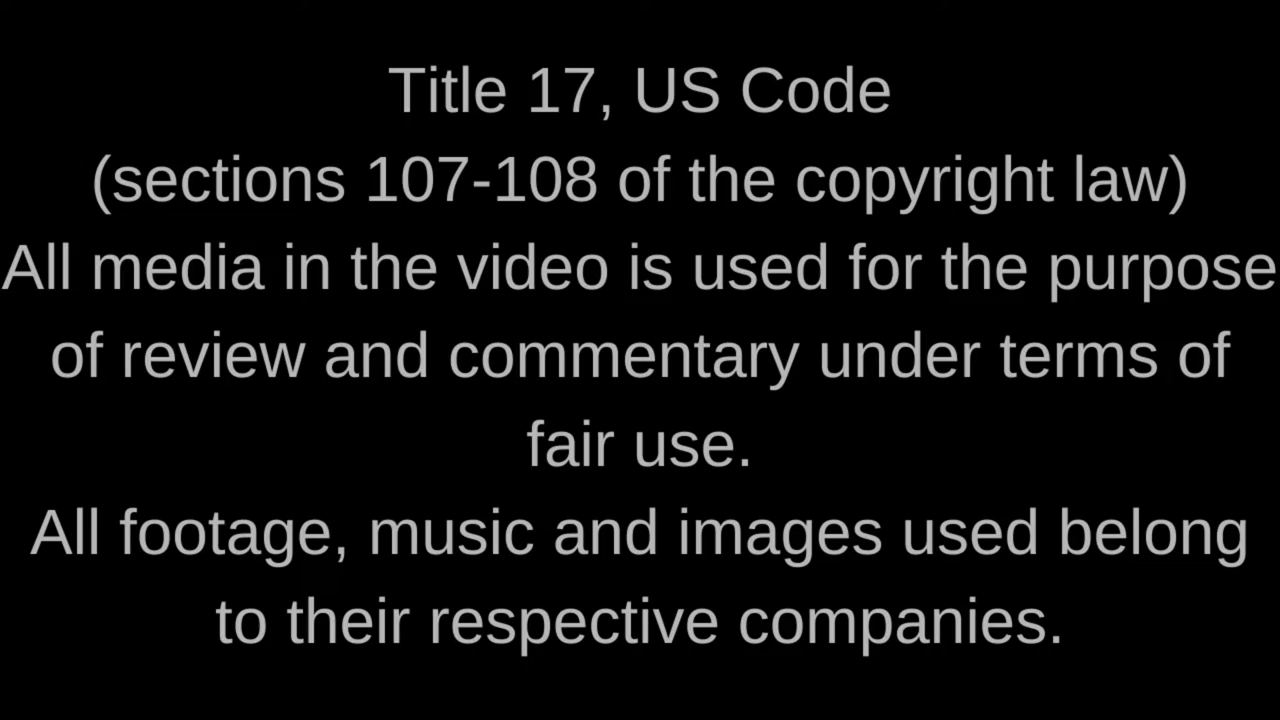 Title 17, US Code
(sections 107-108 of the copyright law)
All media in the video is used for the purpose
of review and commentary under terms of
fair use.
All footage, music and images used belong
to their respective companies.